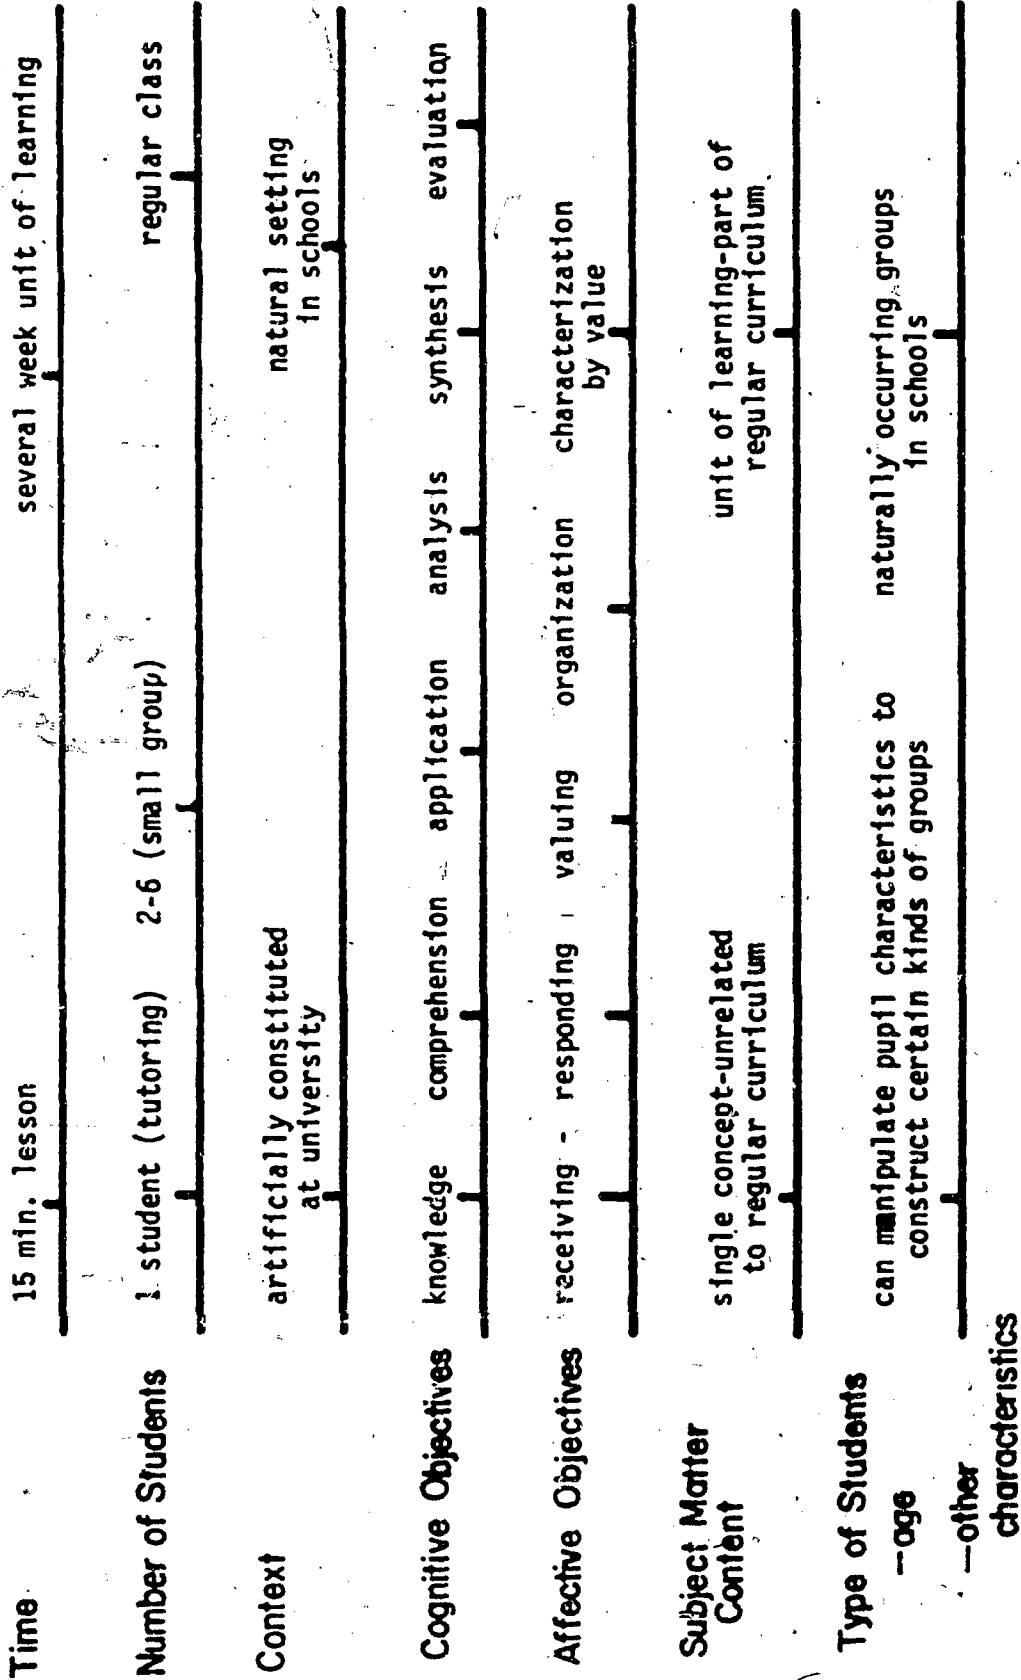 Time
15 min. lesson several week unit of learning
Number of Students
1 student (tutoring) 2-6 (small group) regular class
Context
artificially constituted natural setting
at university in schools
Cognitive Objectives
knowledge comprehension application analysis synthesis evaluation
Affective Objectives
receiving - responding valuing organization characterization
by value
Subject Matter
Content
single concept-unrelated unit of learning-part of
to regular curriculum regular curriculum
Type of Students
—age
—other
characteristics
can manipulate pupil characteristics to naturally occurring groups
construct certain kinds of groups in schools